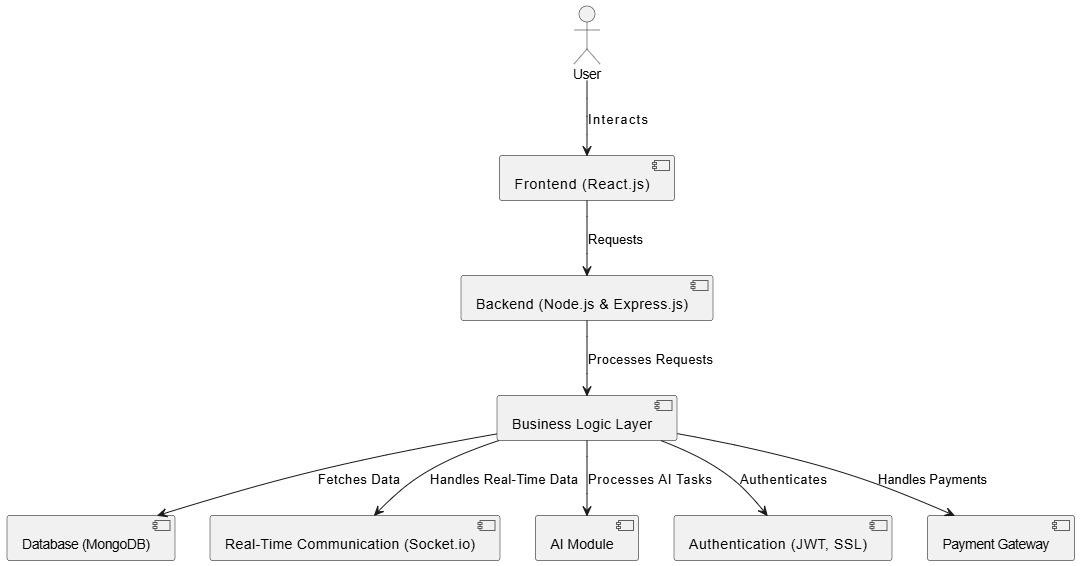 User
Interacts
Frontend (React.js)
Requests
Backend (Node.js & Express.js)
Processes Requests
Business Logic Layer
Fetches Data
Handles Real-Time Data
Processes AI Tasks
Authenticates
Handles Payments
Database (MongoDB)
Real-Time Communication (Socket.io)
AI Module
Authentication (JWT, SSL)
Payment Gateway